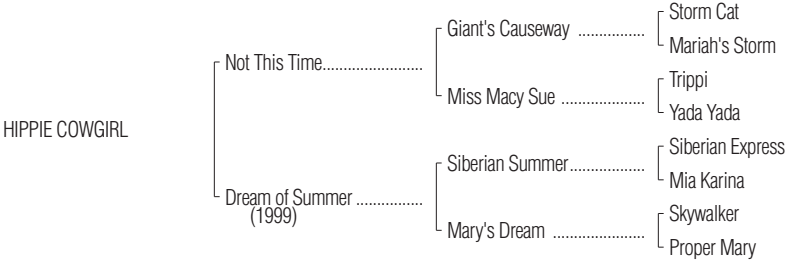 Storm Cat
Giant's Causeway ................
Mariah's Storm
Not This Time........................
Trippi
Miss Macy Sue ....................
Yada Yada
HIPPIE COWGIRL
Siberian Express
Siberian Summer..................
Mia Karina
Dream of Summer ................
(1999)
Skywalker
Mary's Dream ......................
Proper Mary